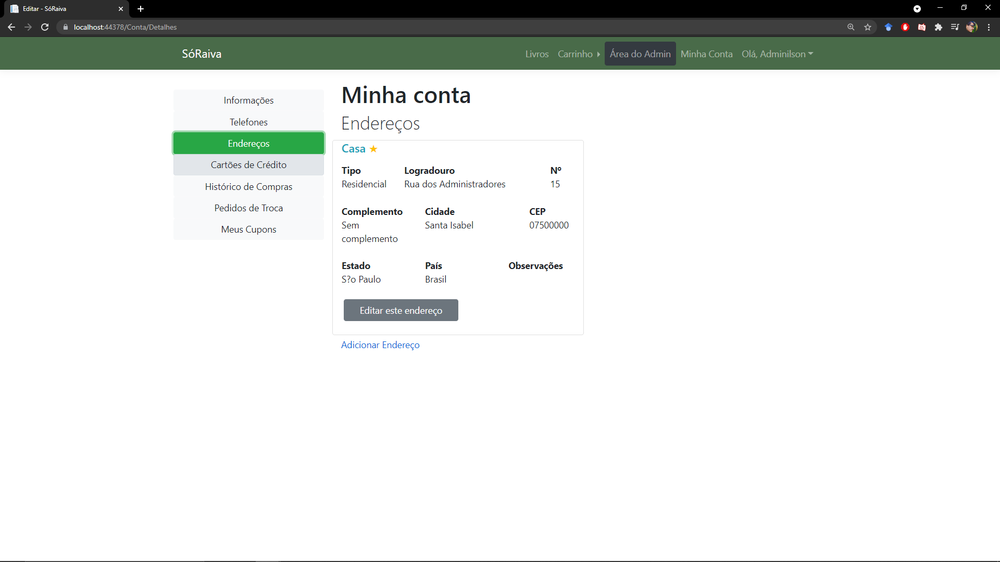 Editar - SóRaiva
localhost:44378/Conta/Detalhes
SóRaiva
Livros
Carrinho
Área do Admin
Minha Conta
Olá, Adminilson
Informações
Telefones
Endereços
Cartões de Crédito
Histórico de Compras
Pedidos de Troca
Meus Cupons
Minha conta
Endereços
Casa
Tipo Logradouro Nº
Residencial Rua dos Administradores 15
Complemento Cidade CEP
Sem Santa Isabel 07500000
complemento
Estado País Observações
S?o Paulo Brasil
Editar este endereço
Adicionar Endereço